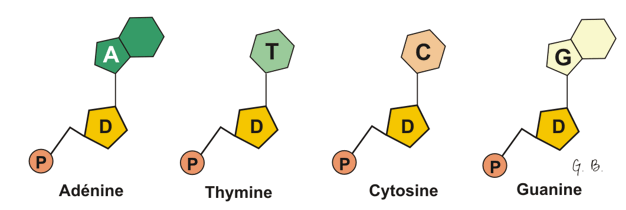 A T C G
D D D D
P P P P
G. B.
Adénine Thymine Cytosine Guanine